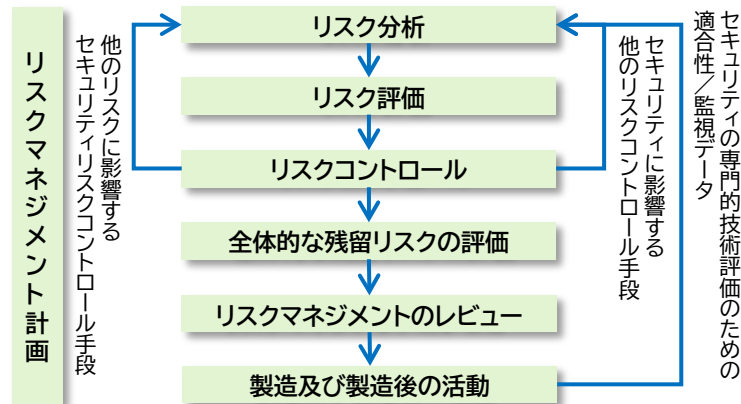 リスクマネジメント計画
他のリスクに影響する
セキュリティリスクコントロール手段
リスク分析
リスク評価
リスクコントロール
全体的な残留リスクの評価
リスクマネジメントのレビュー
製造及び製造後の活動
セキュリティに影響する
他のリスクコントロール手段
セキュリティの専門的技術評価のための
適合性／監視データ